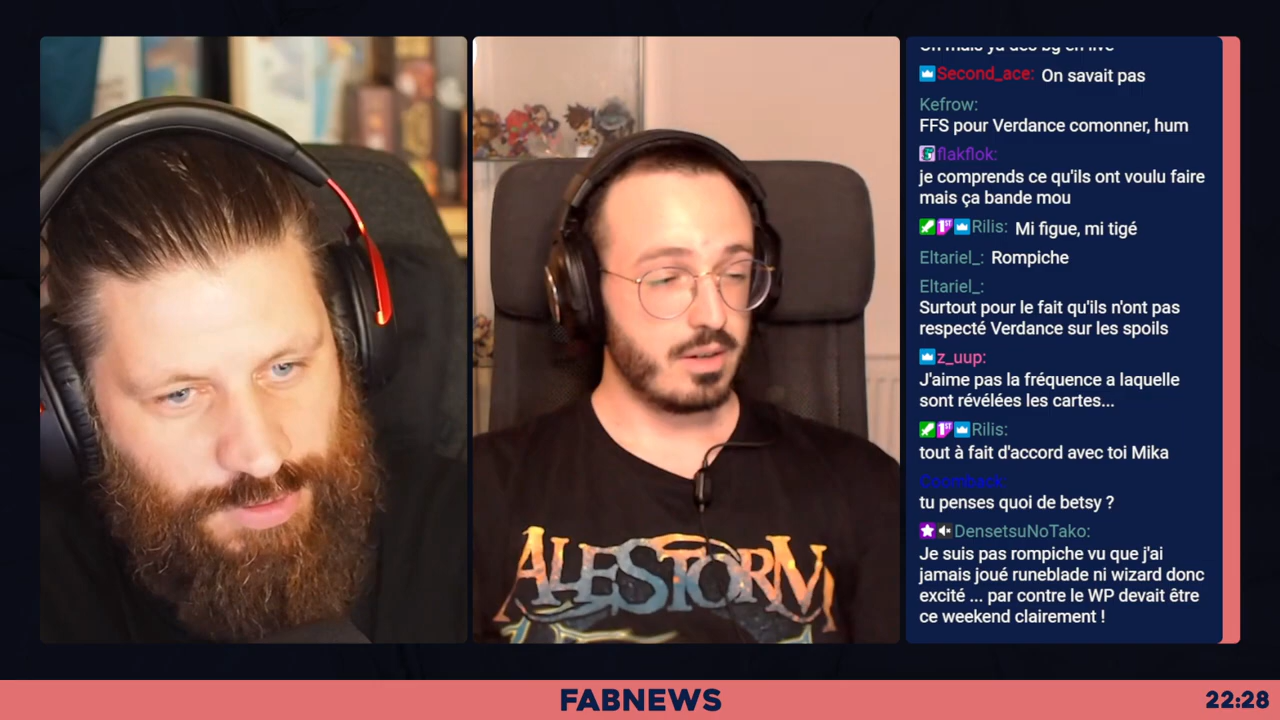 Second_ace: On savait pas
Kefrow:
FFS pour Verdance comonner, hum
flakflok:
je comprends ce qu'ils ont voulu faire
mais ça bande mou
Rilis: Mi figue, mi tigé
Eltariel_: Rompiche
Eltariel_:
Surtout pour le fait qu'ils n'ont pas
respecté Verdance sur les spoils
z_uup:
J'aime pas la fréquence a laquelle
sont révélées les cartes...
Rilis:
tout à fait d'accord avec toi Mika
tu penses quoi de betsy ?
DensetsuNoTako:
Je suis pas rompiche vu que j'ai
jamais joué runeblade ni wizard donc
excité ... par contre le WP devait être
ce weekend clairement !
ALESTORM
FABNEWS
22:28